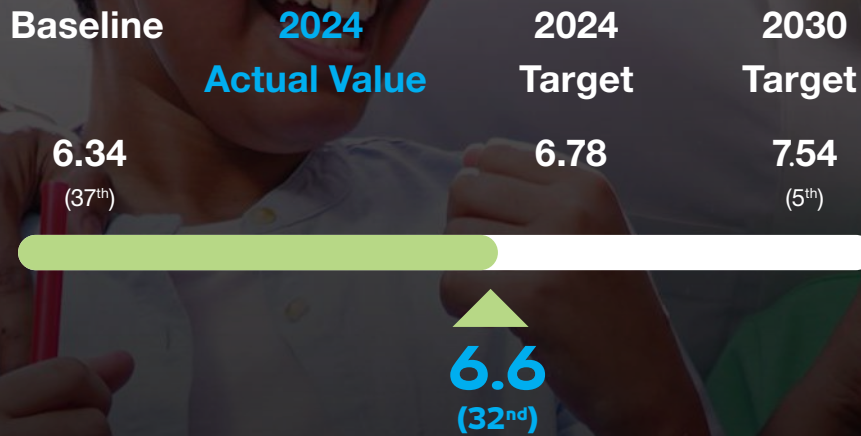 Baseline 2024 2024 2030
Actual Value Target Target
6.34 6.78 7.54
(37th) (5th)
6.6
(32nd)